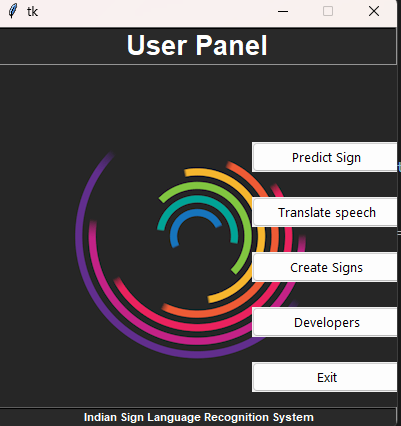 tk
User Panel
Predict Sign
Translate speech
Create Signs
Developers
Exit
Indian Sign Language Recognition System